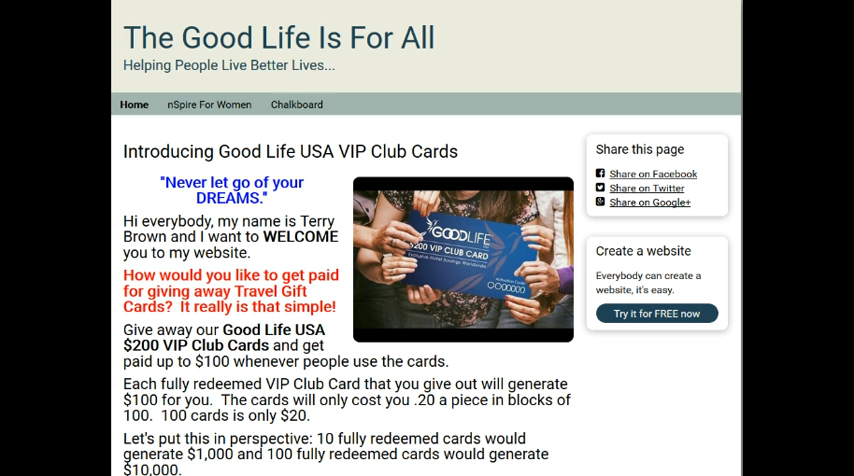 The Good Life Is For All
Helping People Live Better Lives...
Home nSpire For Women Chalkboard
Introducing Good Life USA VIP Club Cards
"Never let go of your
DREAMS."
Hi everybody, my name is Terry
Brown and I want to WELCOME
you to my website.
How would you like to get paid
for giving away Travel Gift
Cards? It really is that simple!
Give away our Good Life USA
$200 VIP Club Cards and get
paid up to $100 whenever people use the cards.
Each fully redeemed VIP Club Card that you give out will generate
$100 for you. The cards will only cost you .20 a piece in blocks of
100. 100 cards is only $20.
Let's put this in perspective: 10 fully redeemed cards would
generate $1,000 and 100 fully redeemed cards would generate
$10,000.
GOODLIFE
$200 VIP CLUB CARD
Exclusive Hotel Savings Worldwide
Activation Code:
Share this page
Share on Facebook
Share on Twitter
Share on Google+
Create a website
Everybody can create a
website, it's easy.
Try it for FREE now